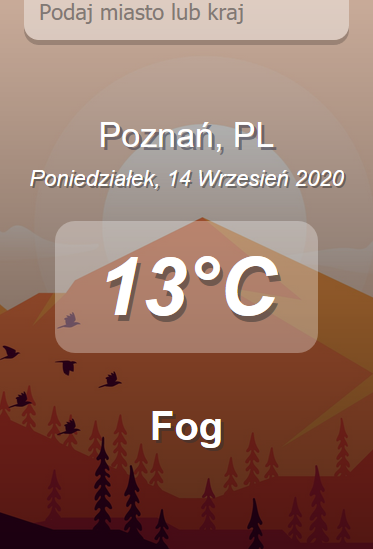 Podaj miasto lub kraj
Poznań, PL
Poniedziałek, 14 Wrzesień 2020
13°C
Fog